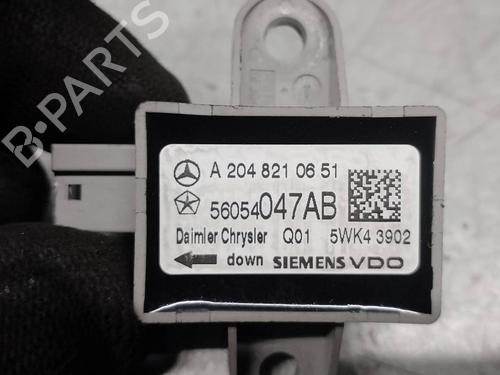 B-PARTS
A 204 821 06 51
56054047AB
Daimler Chrysler Q01 5WK4 3902
down SIEMENS VDO